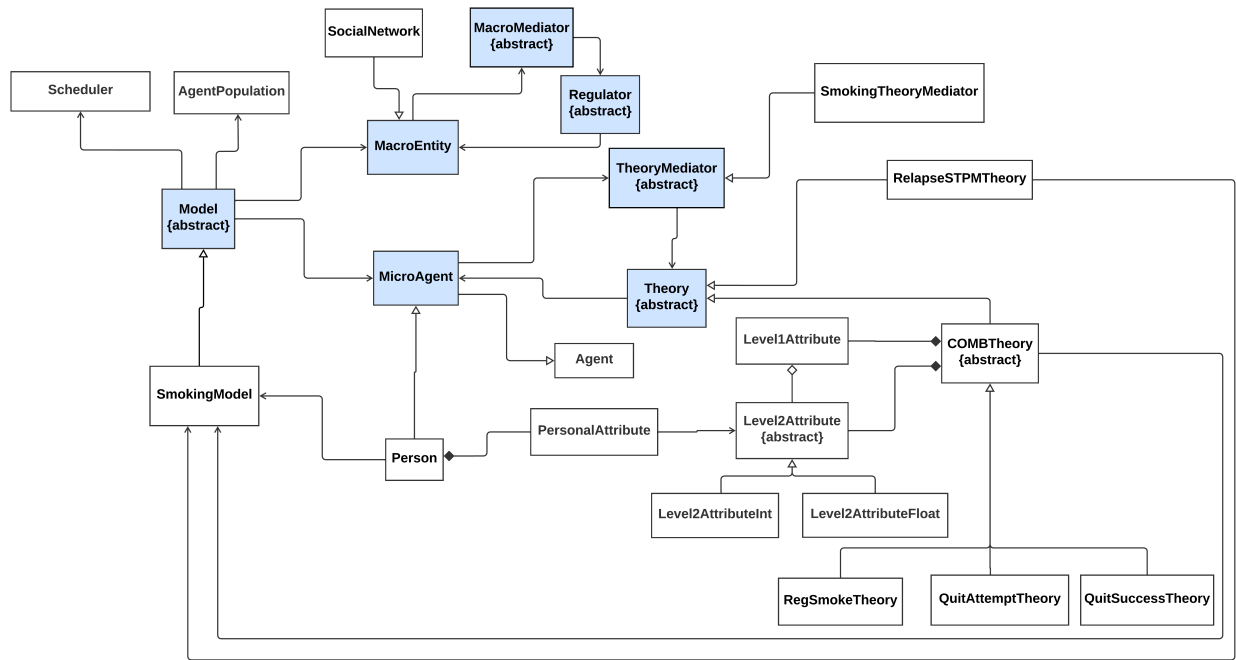 SocialNetwork
MacroMediator
{abstract}
Scheduler
AgentPopulation
Regulator
{abstract}
SmokingTheoryMediator
MacroEntity
TheoryMediator
{abstract}
RelapseSTPMTheory
Model
{abstract}
MicroAgent
Theory
{abstract}
Level1Attribute
COMBTheory
{abstract}
Agent
SmokingModel
PersonalAttribute
Level2Attribute
{abstract}
Person
Level2AttributeInt
Level2AttributeFloat
RegSmokeTheory
QuitAttemptTheory
QuitSuccessTheory